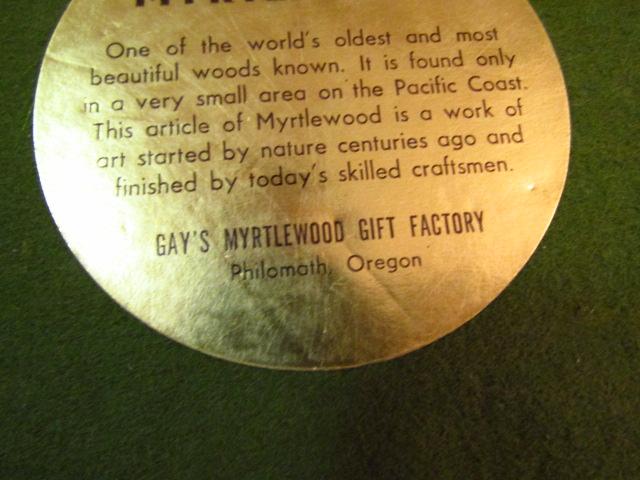 One of the world's oldest and most
beautiful woods known. It is found only
in a very small area on the Pacific Coast.
This article of Myrtlewood is a work of
art started by nature centuries ago and
finished by today's skilled craftsmen.
GAY'S MYRTLEWOOD GIFT FACTORY
Philomath, Oregon